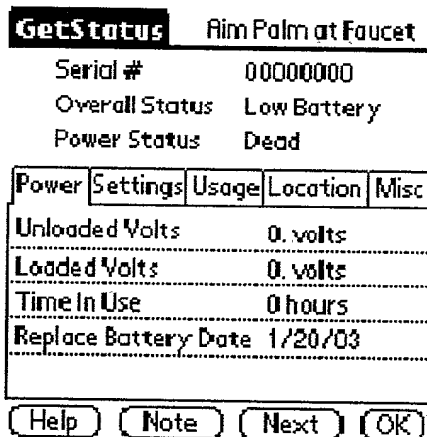 GetStatus Aim Palm at Faucet
Serial # 00000000
Overall Status Low Battery
Power Status Dead
Power Settings Usage Location Misc
Unloaded Volts 0. volts
Loaded Volts 0. volts
Time In Use 0 hours
Replace Battery Date 1/20/03
Help Note Next OK